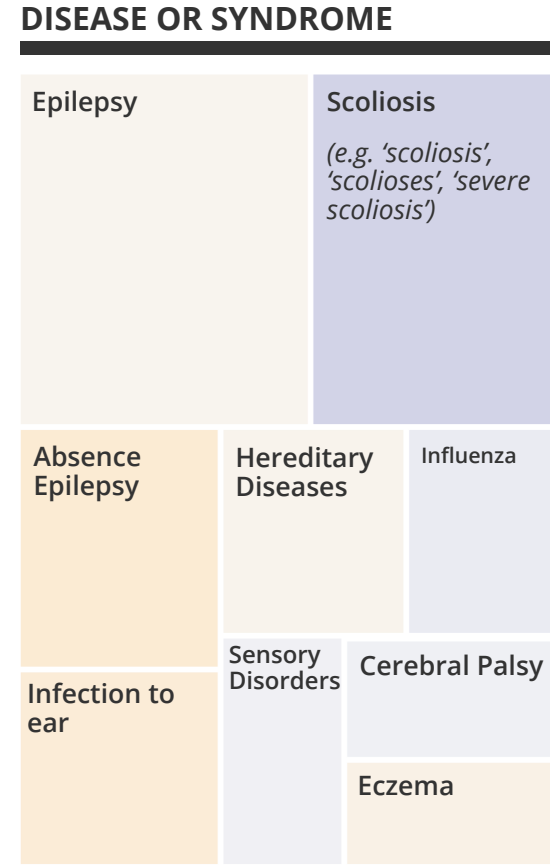 DISEASE OR SYNDROME
Epilepsy
Scoliosis
(e.g. ‘scoliosis’,
‘scolioses’, ‘severe
scoliosis’)
Absence
Epilepsy
Hereditary
Diseases
Influenza
Infection to
ear
Sensory
Disorders
Cerebral Palsy
Eczema